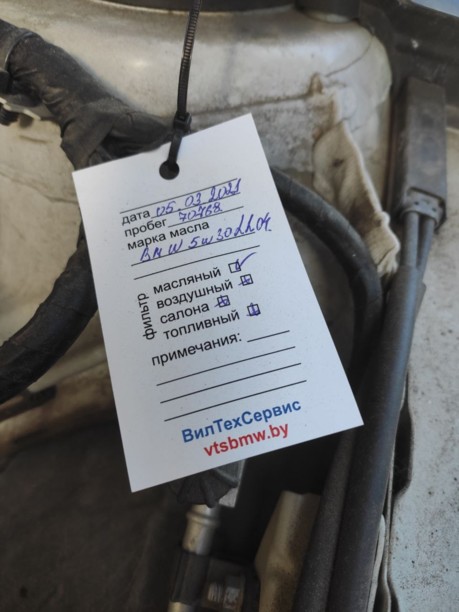 дата 05 03 2021
пробег 70768
марка масла
BMW 5w30 LL04
фильтр
масляный
воздушный
салона
топливный
примечания:
ВилТехСервис
vtsbmw.by